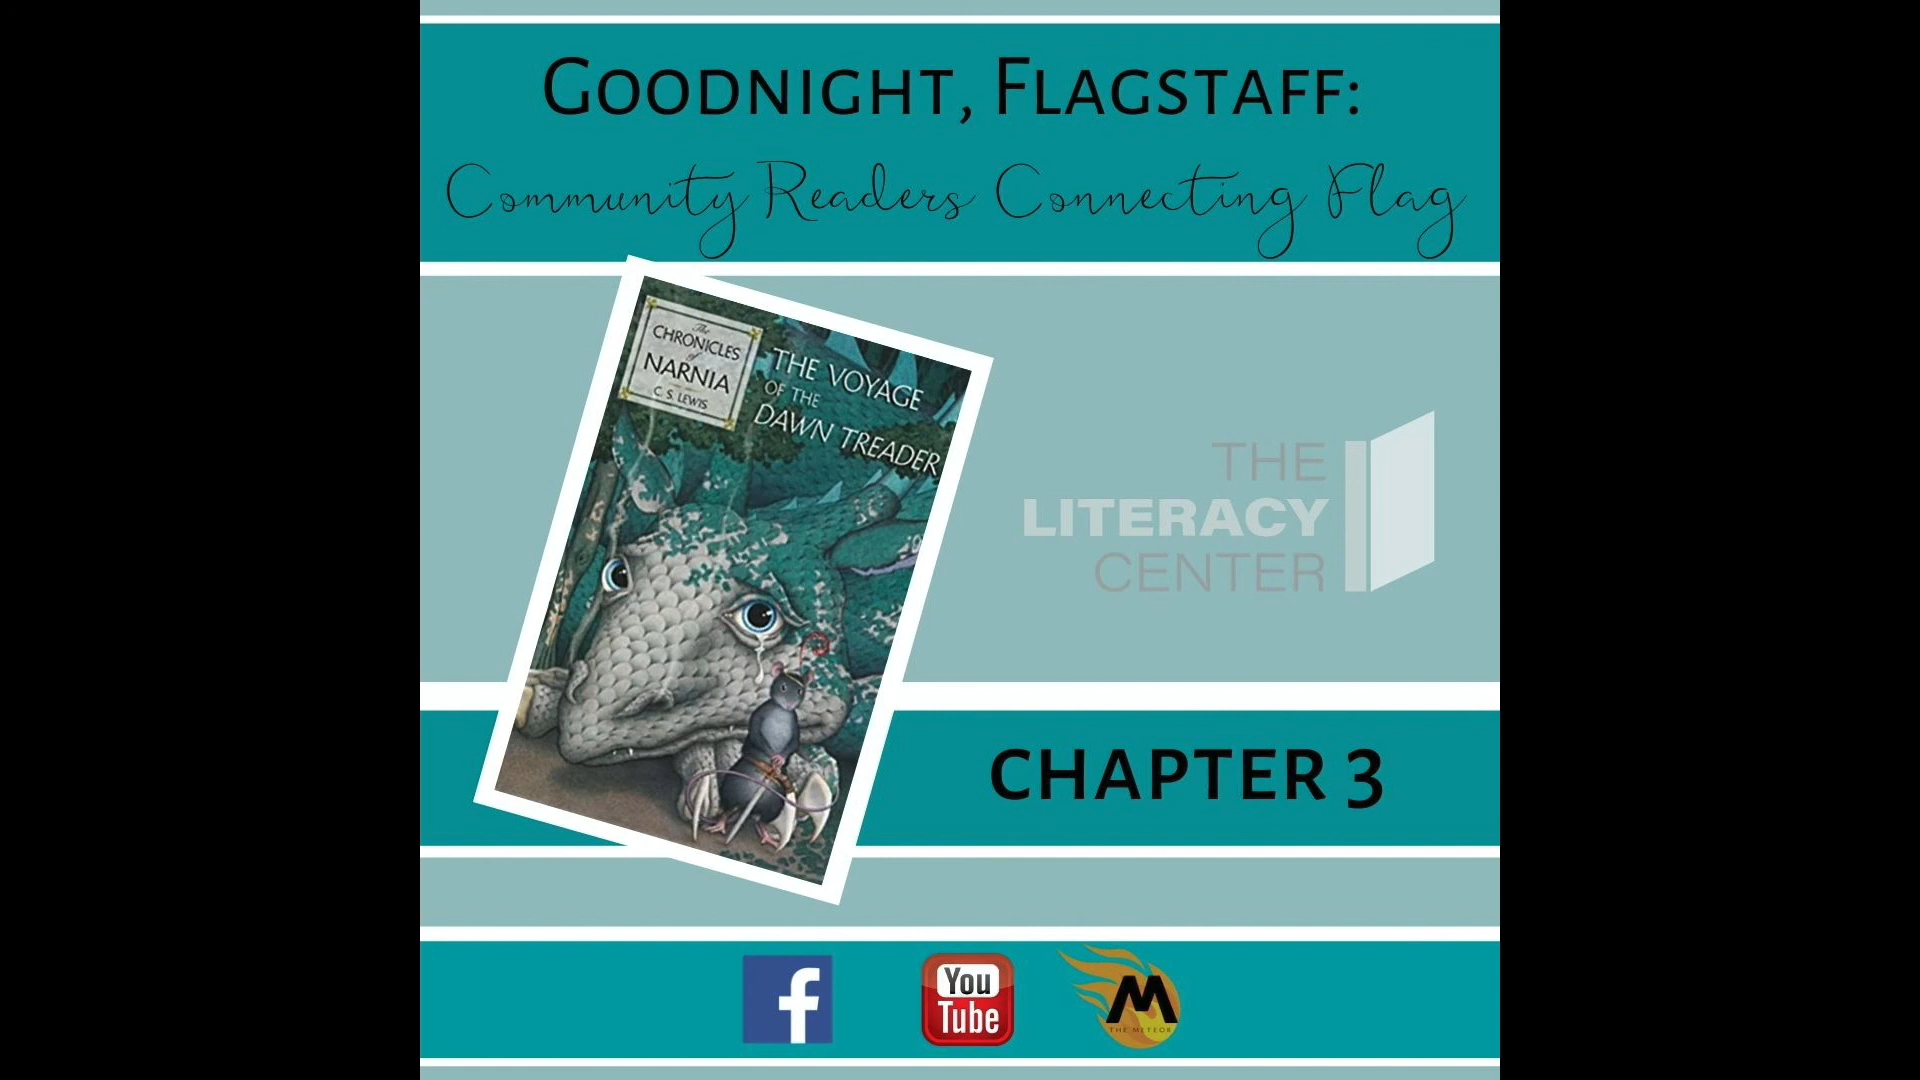 Goodnight, Flagstaff:
Community Readers Connecting Flag
The
CHRONICLES
of
NARNIA
C. S. LEWIS
THE VOYAGE
OF THE
DAWN TREADER
THE
LITERACY
CENTER
CHAPTER 3
f
You
Tube
M
THE METEOR